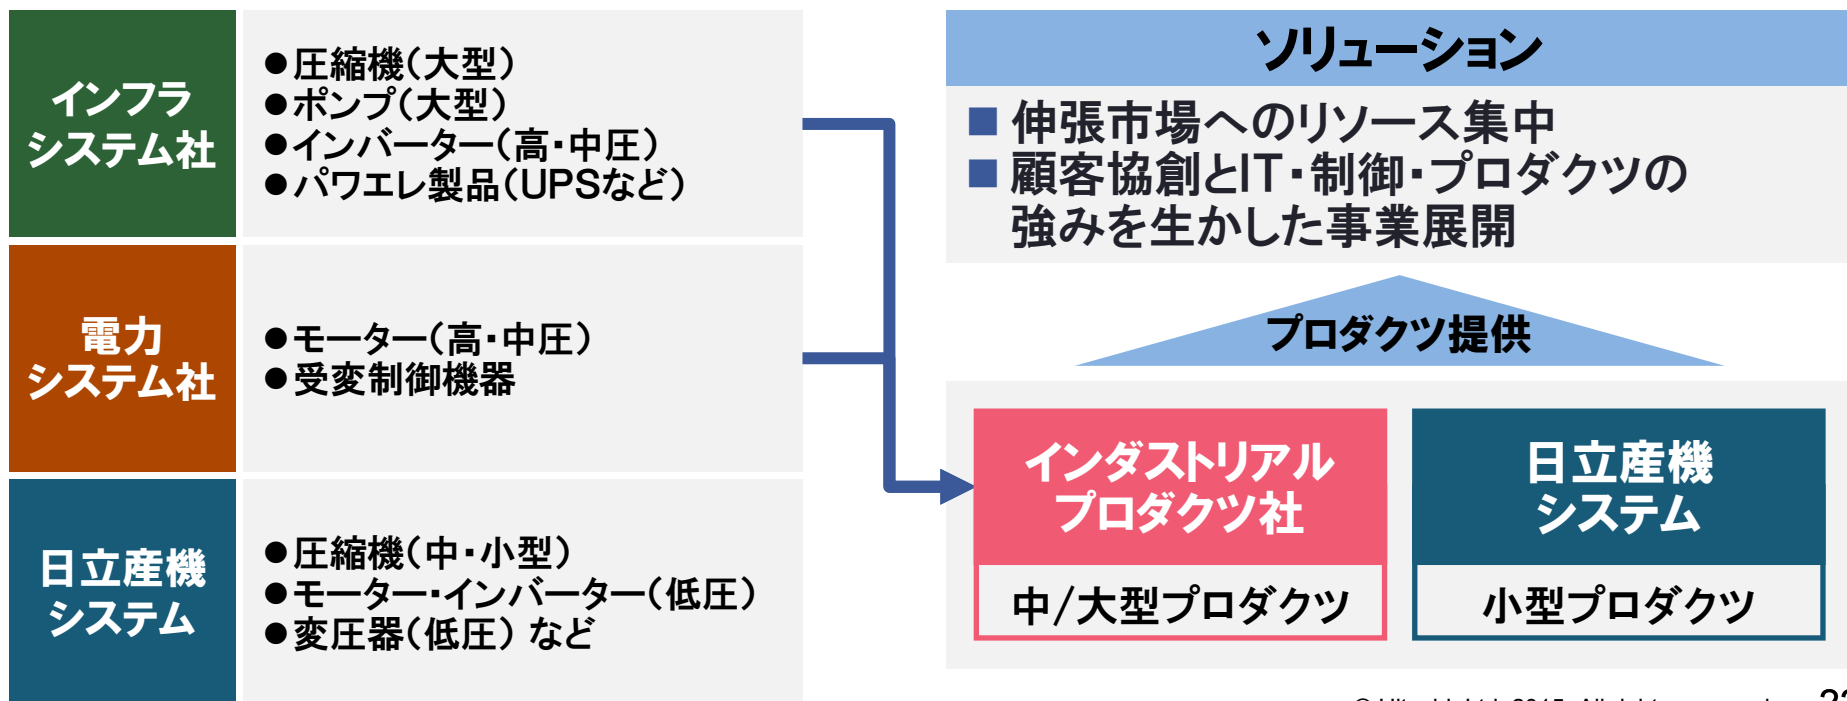 インフラ
システム社
●圧縮機(大型)
●ポンプ(大型)
●インバーター(高・中圧)
●パワエレ製品(UPSなど)
電力
システム社
●モーター(高・中圧)
●受変制御機器
日立産機
システム
●圧縮機(中・小型)
●モーター・インバーター(低圧)
●変圧器(低圧) など
ソリューション
■ 伸張市場へのリソース集中
■ 顧客協創とIT・制御・プロダクツの
強みを生かした事業展開
プロダクツ提供
インダストリアル
プロダクツ社
中/大型プロダクツ
日立産機
システム
小型プロダクツ